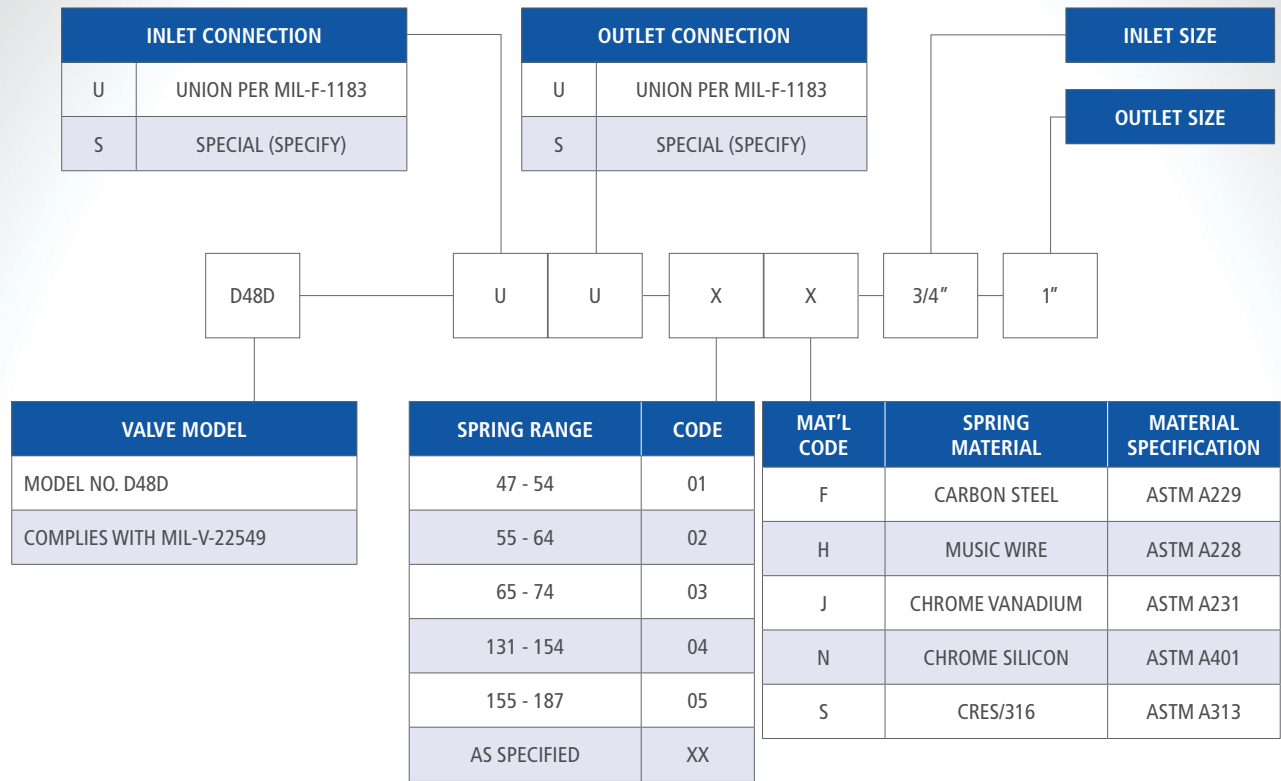 INLET CONNECTION
U UNION PER MIL-F-1183
S SPECIAL (SPECIFY)
OUTLET CONNECTION
U UNION PER MIL-F-1183
S SPECIAL (SPECIFY)
INLET SIZE
OUTLET SIZE
D48D U U X X 3/4" 1"
VALVE MODEL
MODEL NO. D48D
COMPLIES WITH MIL-V-22549
SPRING RANGE CODE
47 - 54 01
55 - 64 02
65 - 74 03
131 - 154 04
155 - 187 05
AS SPECIFIED XX
MAT'L CODE SPRING MATERIAL MATERIAL SPECIFICATION
F CARBON STEEL ASTM A229
H MUSIC WIRE ASTM A228
J CHROME VANADIUM ASTM A231
N CHROME SILICON ASTM A401
S CRES/316 ASTM A313